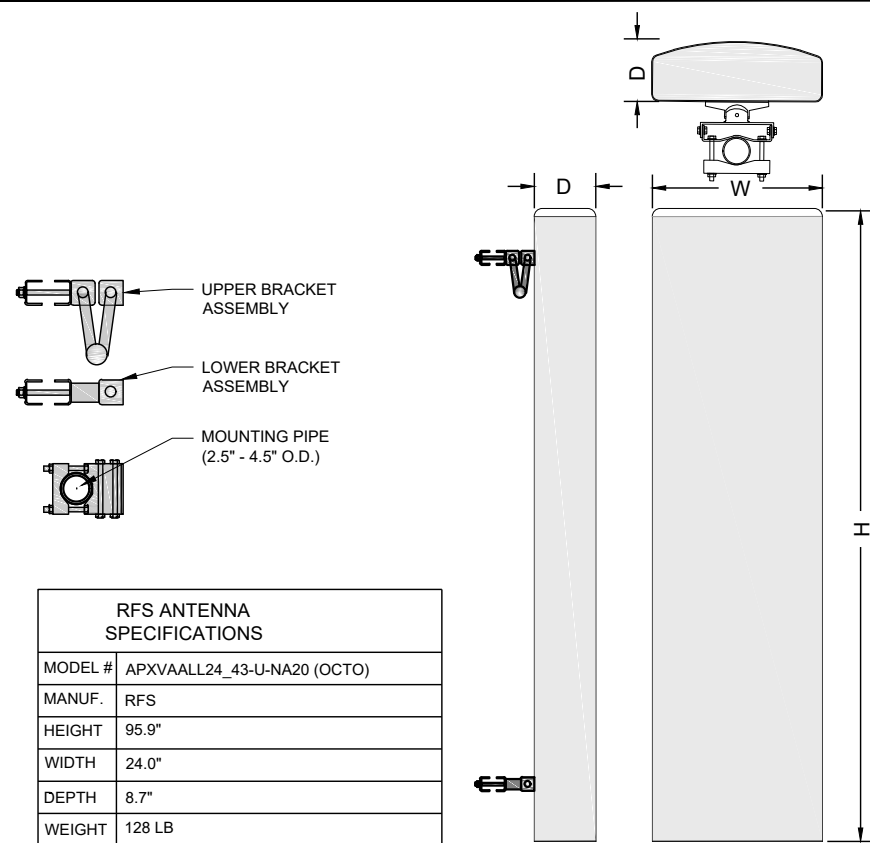 D
D
W
H
UPPER BRACKET
ASSEMBLY
LOWER BRACKET
ASSEMBLY
MOUNTING PIPE
(2.5" - 4.5" O.D.)
RFS ANTENNA
SPECIFICATIONS
MODEL # APXVAALL24_43-U-NA20 (OCTO)
MANUF. RFS
HEIGHT 95.9"
WIDTH 24.0"
DEPTH 8.7"
WEIGHT 128 LB